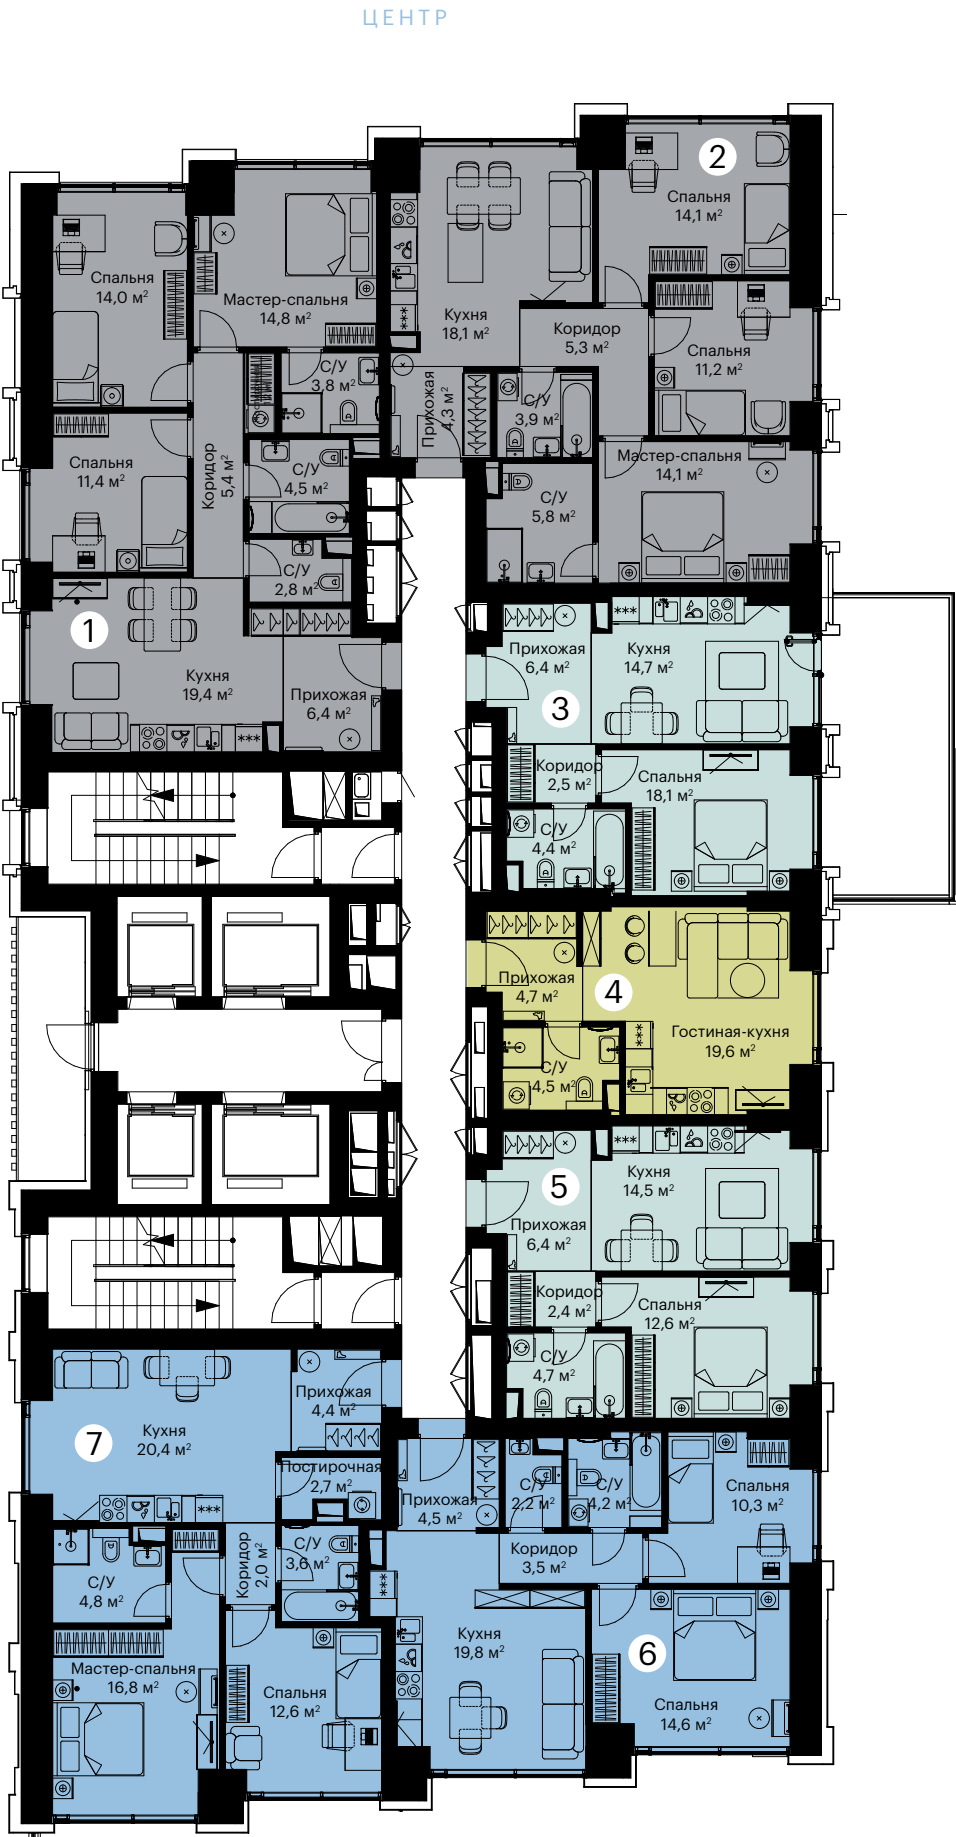 ЦЕНТР
2
Спальня
14,1 м²
Спальня
14,0 м²
Мастер-спальня
14,8 м²
Кухня
18,1 м²
Коридор
5,3 м²
Спальня
11,2 м²
С/У
3,8 м²
Прихожая
4,3 м²
С/У
3,9 м²
Мастер-спальня
14,1 м²
Спальня
11,4 м²
Коридор
5,4 м²
С/У
4,5 м²
С/У
5,8 м²
С/У
2,8 м²
1
Кухня
19,4 м²
Прихожая
6,4 м²
Прихожая
6,4 м²
Кухня
14,7 м²
3
Коридор
2,5 м²
Спальня
18,1 м²
С/У
4,4 м²
Прихожая
4,7 м²
4
Гостиная-кухня
19,6 м²
С/У
4,5 м²
5
Кухня
14,5 м²
Прихожая
6,4 м²
Коридор
2,4 м²
Спальня
12,6 м²
С/У
4,7 м²
7
Кухня
20,4 м²
Прихожая
4,4 м²
Постирочная
2,7 м²
Прихожая
4,5 м²
С/У
2,2 м²
С/У
4,2 м²
Спальня
10,3 м²
Коридор
3,5 м²
С/У
4,8 м²
Коридор
2,0 м²
С/У
3,6 м²
Кухня
19,8 м²
6
Мастер-спальня
16,8 м²
Спальня
12,6 м²
Спальня
14,6 м²